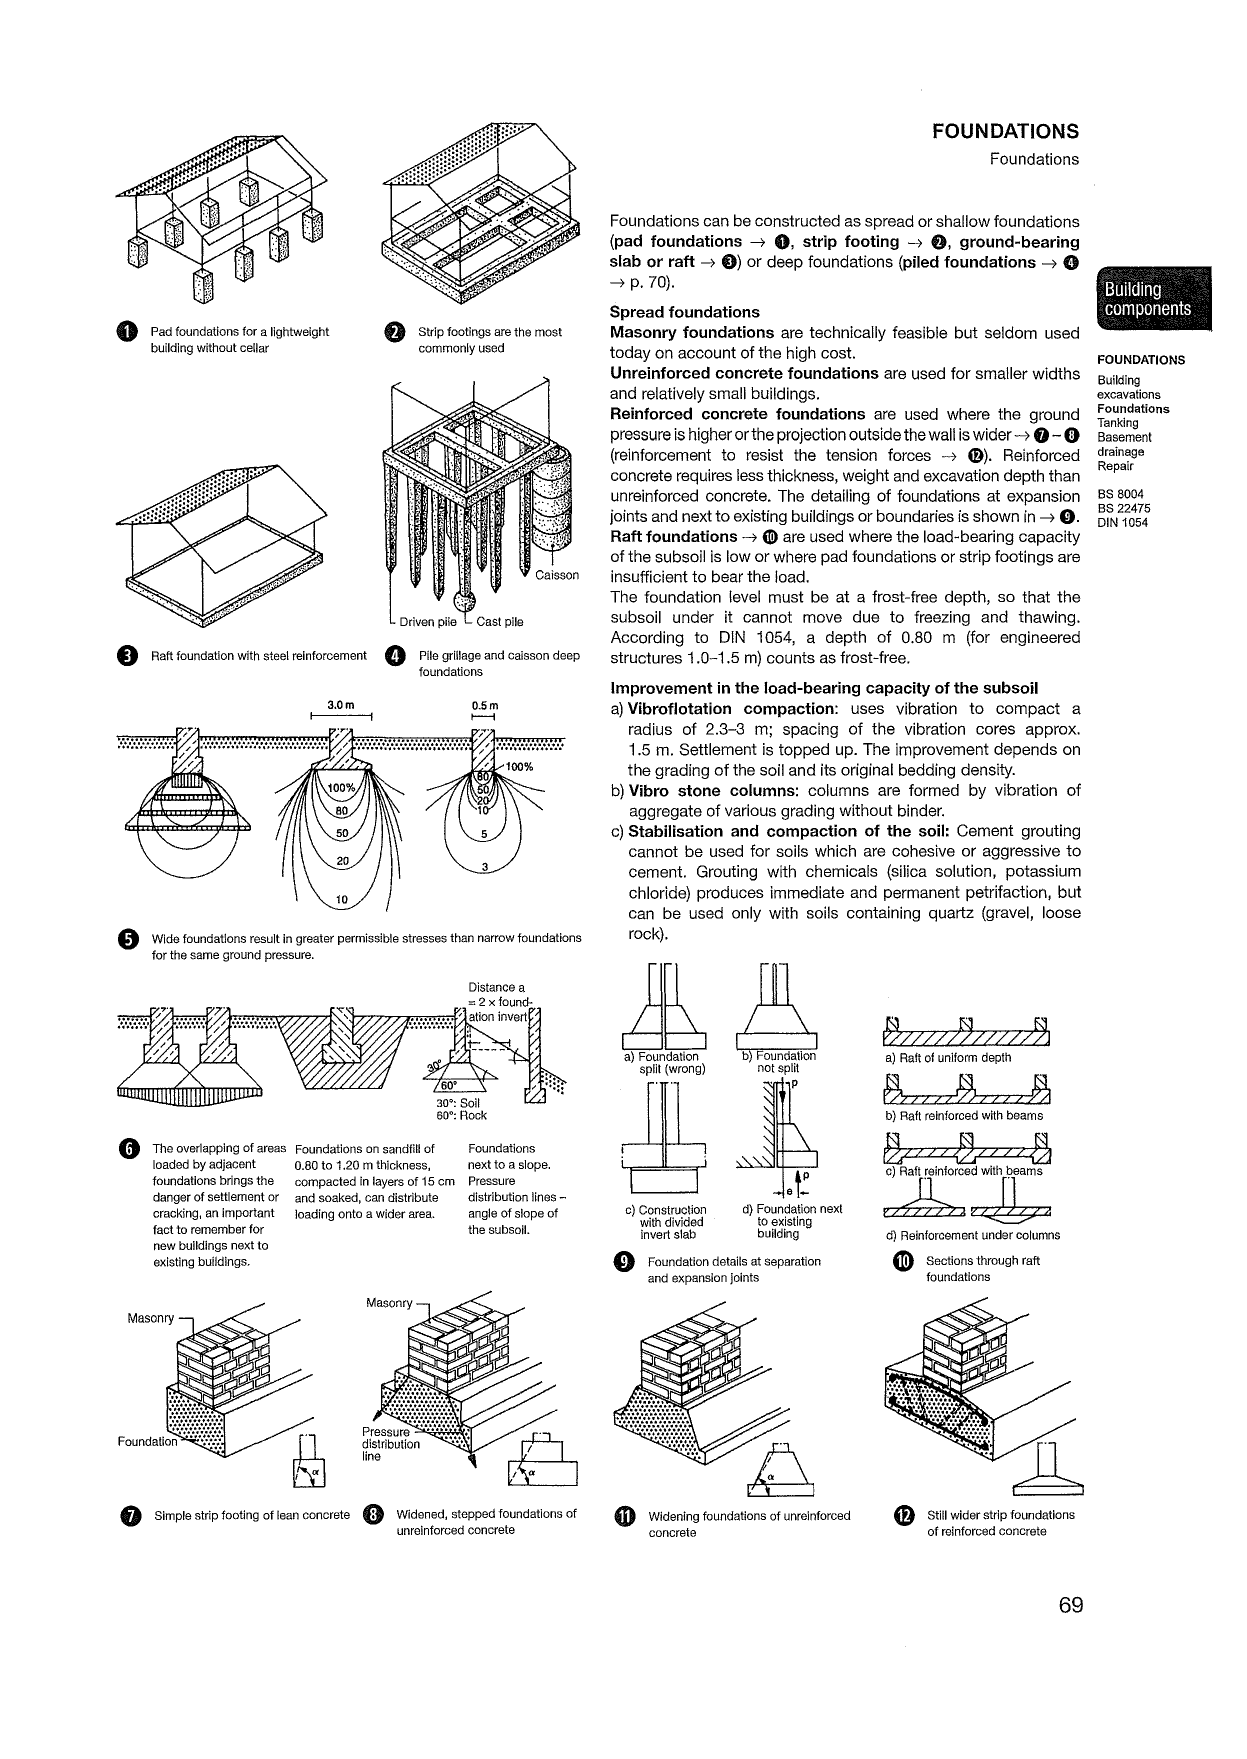 FOUNDATIONS
Foundations
Foundations can be constructed as spread or shallow foundations
(pad foundations → 1, strip footing → 2, ground-bearing
slab or raft → 3) or deep foundations (piled foundations → 4
→ p. 70).
Spread foundations
Masonry foundations are technically feasible but seldom used
today on account of the high cost.
Unreinforced concrete foundations are used for smaller widths
and relatively small buildings.
Reinforced concrete foundations are used where the ground
pressure is higher or the projection outside the wall is wider → 7 – 8
(reinforcement to resist the tension forces → 12). Reinforced
concrete requires less thickness, weight and excavation depth than
unreinforced concrete. The detailing of foundations at expansion
joints and next to existing buildings or boundaries is shown in → 9.
Raft foundations → 10 are used where the load-bearing capacity
of the subsoil is low or where pad foundations or strip footings are
insufficient to bear the load.
The foundation level must be at a frost-free depth, so that the
subsoil under it cannot move due to freezing and thawing.
According to DIN 1054, a depth of 0.80 m (for engineered
structures 1.0–1.5 m) counts as frost-free.
Improvement in the load-bearing capacity of the subsoil
a) Vibroflotation compaction: uses vibration to compact a
radius of 2.3–3 m; spacing of the vibration cores approx.
1.5 m. Settlement is topped up. The improvement depends on
the grading of the soil and its original bedding density.
b) Vibro stone columns: columns are formed by vibration of
aggregate of various grading without binder.
c) Stabilisation and compaction of the soil: Cement grouting
cannot be used for soils which are cohesive or aggressive to
cement. Grouting with chemicals (silica solution, potassium
chloride) produces immediate and permanent petrifaction, but
can be used only with soils containing quartz (gravel, loose
rock).
Building
components
FOUNDATIONS
Building
excavations
Foundations
Tanking
Basement
drainage
Repair
BS 8004
BS 22475
DIN 1054
1 Pad foundations for a lightweight
building without cellar
2 Strip footings are the most
commonly used
Caisson
Driven pile
Cast pile
3 Raft foundation with steel reinforcement
4 Pile grillage and caisson deep
foundations
3.0 m
0.5 m
100%
80
50
20
10
100%
80
50
20
10
5
3
5 Wide foundations result in greater permissible stresses than narrow foundations
for the same ground pressure.
Distance a
= 2 x found-
ation invert
30°
60°
30°: Soil
60°: Rock
6 The overlapping of areas
loaded by adjacent
foundations brings the
danger of settlement or
cracking, an important
fact to remember for
new buildings next to
existing buildings.
Foundations on sandfill of
0.80 to 1.20 m thickness,
compacted in layers of 15 cm
and soaked, can distribute
loading onto a wider area.
Foundations
next to a slope.
Pressure
distribution lines –
angle of slope of
the subsoil.
a) Foundation
split (wrong)
b) Foundation
not split
p
p
e
c) Construction
with divided
invert slab
d) Foundation next
to existing
building
9 Foundation details at separation
and expansion joints
a) Raft of uniform depth
b) Raft reinforced with beams
c) Raft reinforced with beams
d) Reinforcement under columns
10 Sections through raft
foundations
Masonry
Foundation
α
7 Simple strip footing of lean concrete
Masonry
Pressure
distribution
line
α
8 Widened, stepped foundations of
unreinforced concrete
α
11 Widening foundations of unreinforced
concrete
12 Still wider strip foundations
of reinforced concrete
69